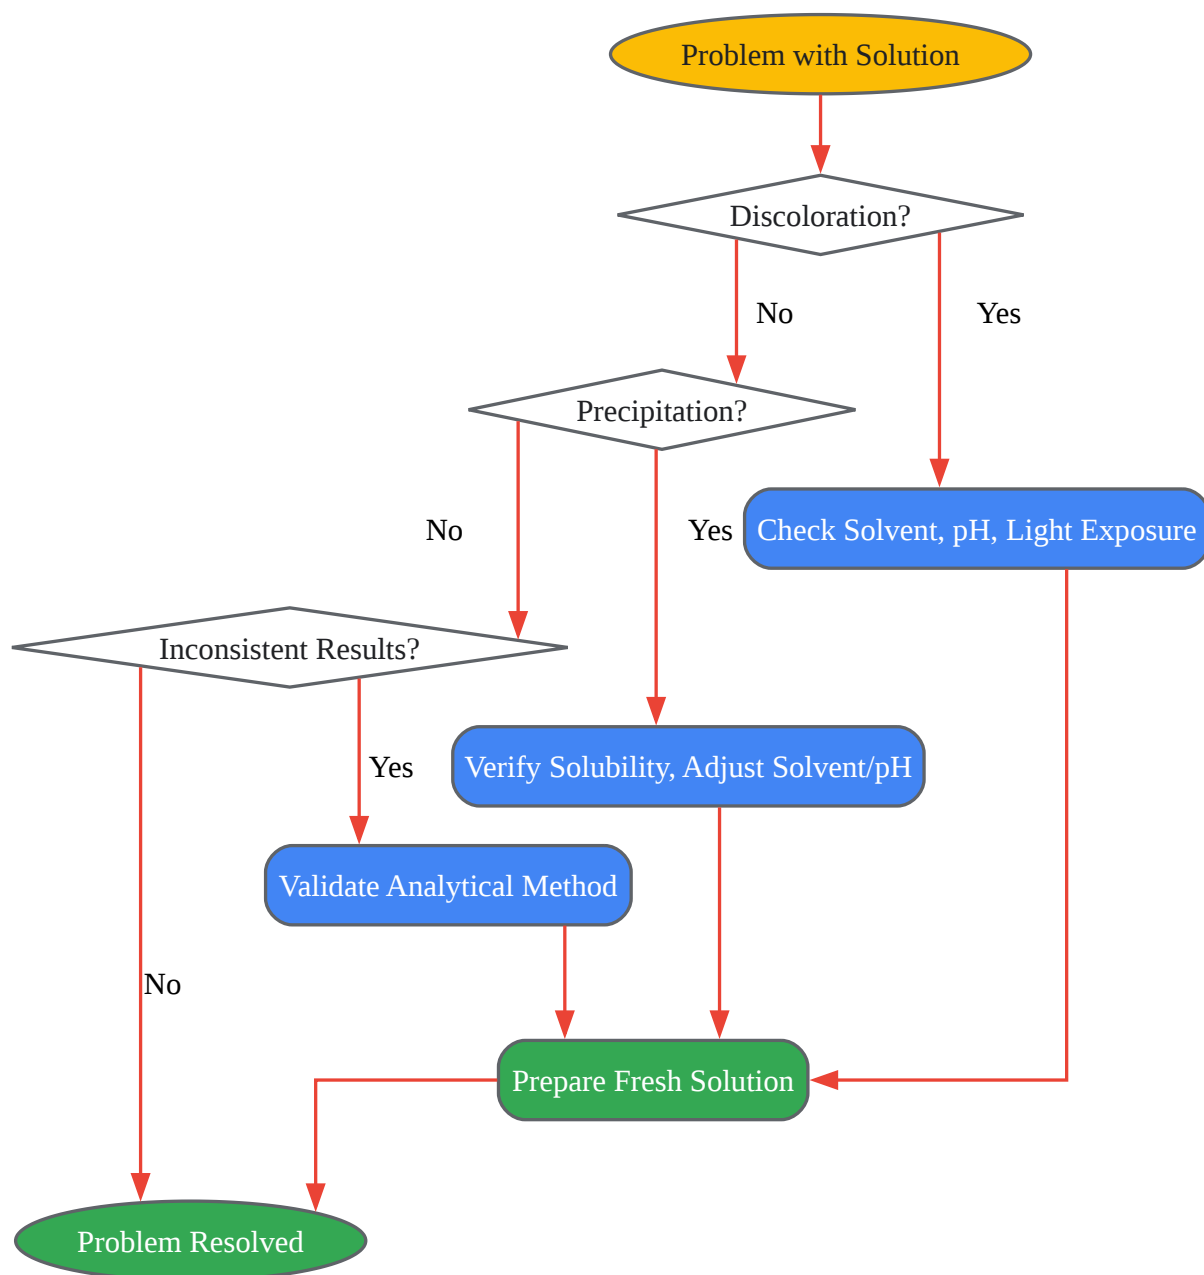 Problem with Solution
Discoloration?
No
Yes
Precipitation?
No
Yes
Check Solvent, pH, Light Exposure
Inconsistent Results?
Yes
Verify Solubility, Adjust Solvent/pH
Validate Analytical Method
No
Prepare Fresh Solution
Problem Resolved